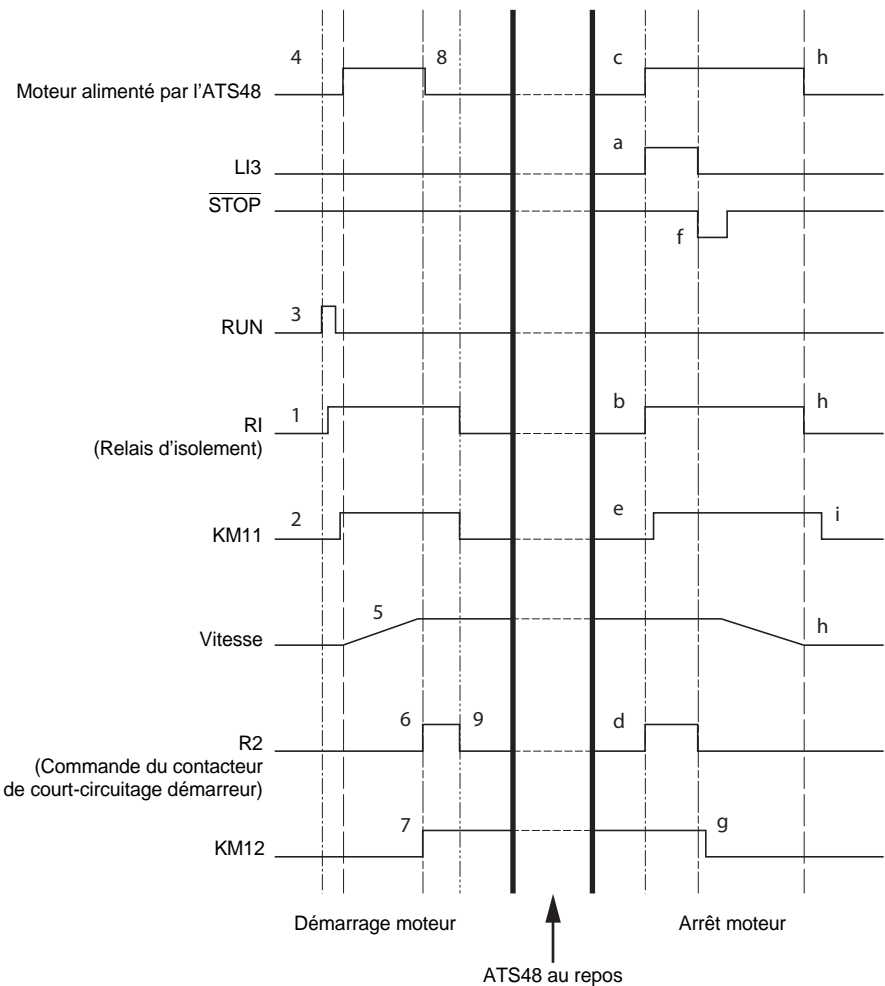 4 8 c h
Moteur alimenté par l'ATS48
a
LI3
STOP
f
3
RUN
1 b h
RI
(Relais d'isolement)
2 e i
KM11
5
Vitesse h
6 9 d
R2
(Commande du contacteur
de court-circuitage démarreur)
7 g
KM12
Démarrage moteur Arrêt moteur
ATS48 au repos